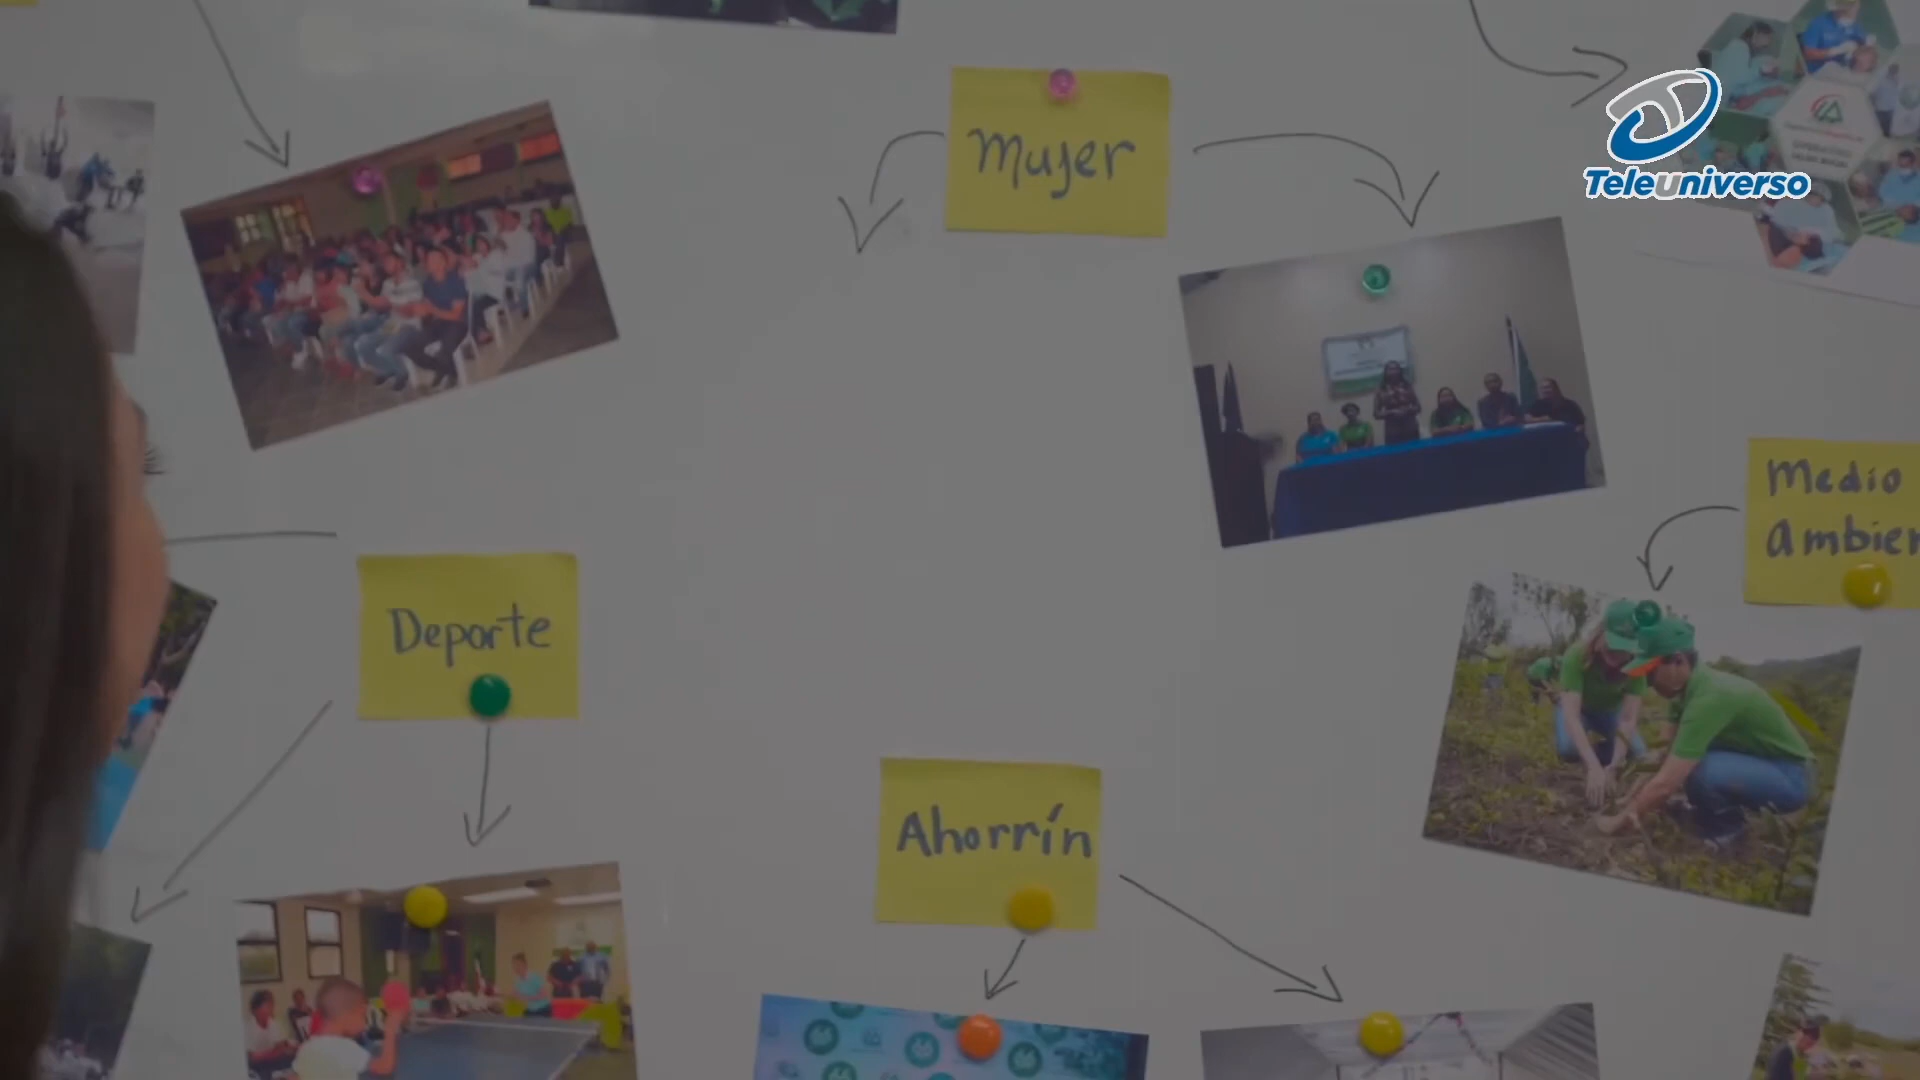 Mujer
TeleUniverso
Medio
Ambien
Deporte
Ahorrín